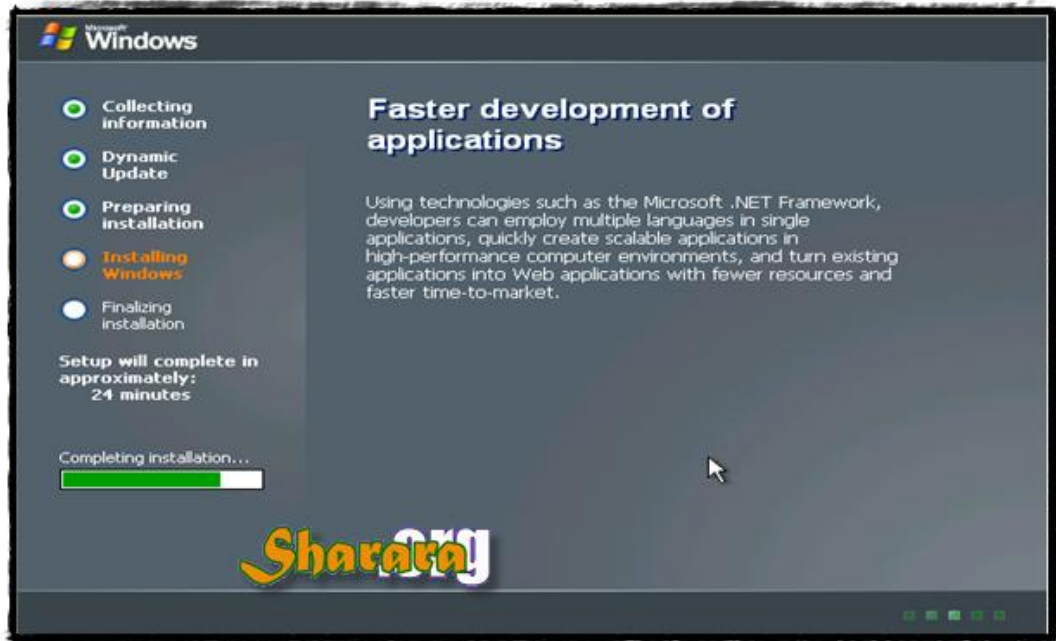 Microsoft
Windows
Collecting
information
Dynamic
Update
Preparing
installation
Installing
Windows
Finalizing
installation
Setup will complete in
approximately:
24 minutes
Completing installation...
Faster development of
applications
Using technologies such as the Microsoft .NET Framework,
developers can employ multiple languages in single
applications, quickly create scalable applications in
high-performance computer environments, and turn existing
applications into Web applications with fewer resources and
faster time-to-market.
Sharara.org